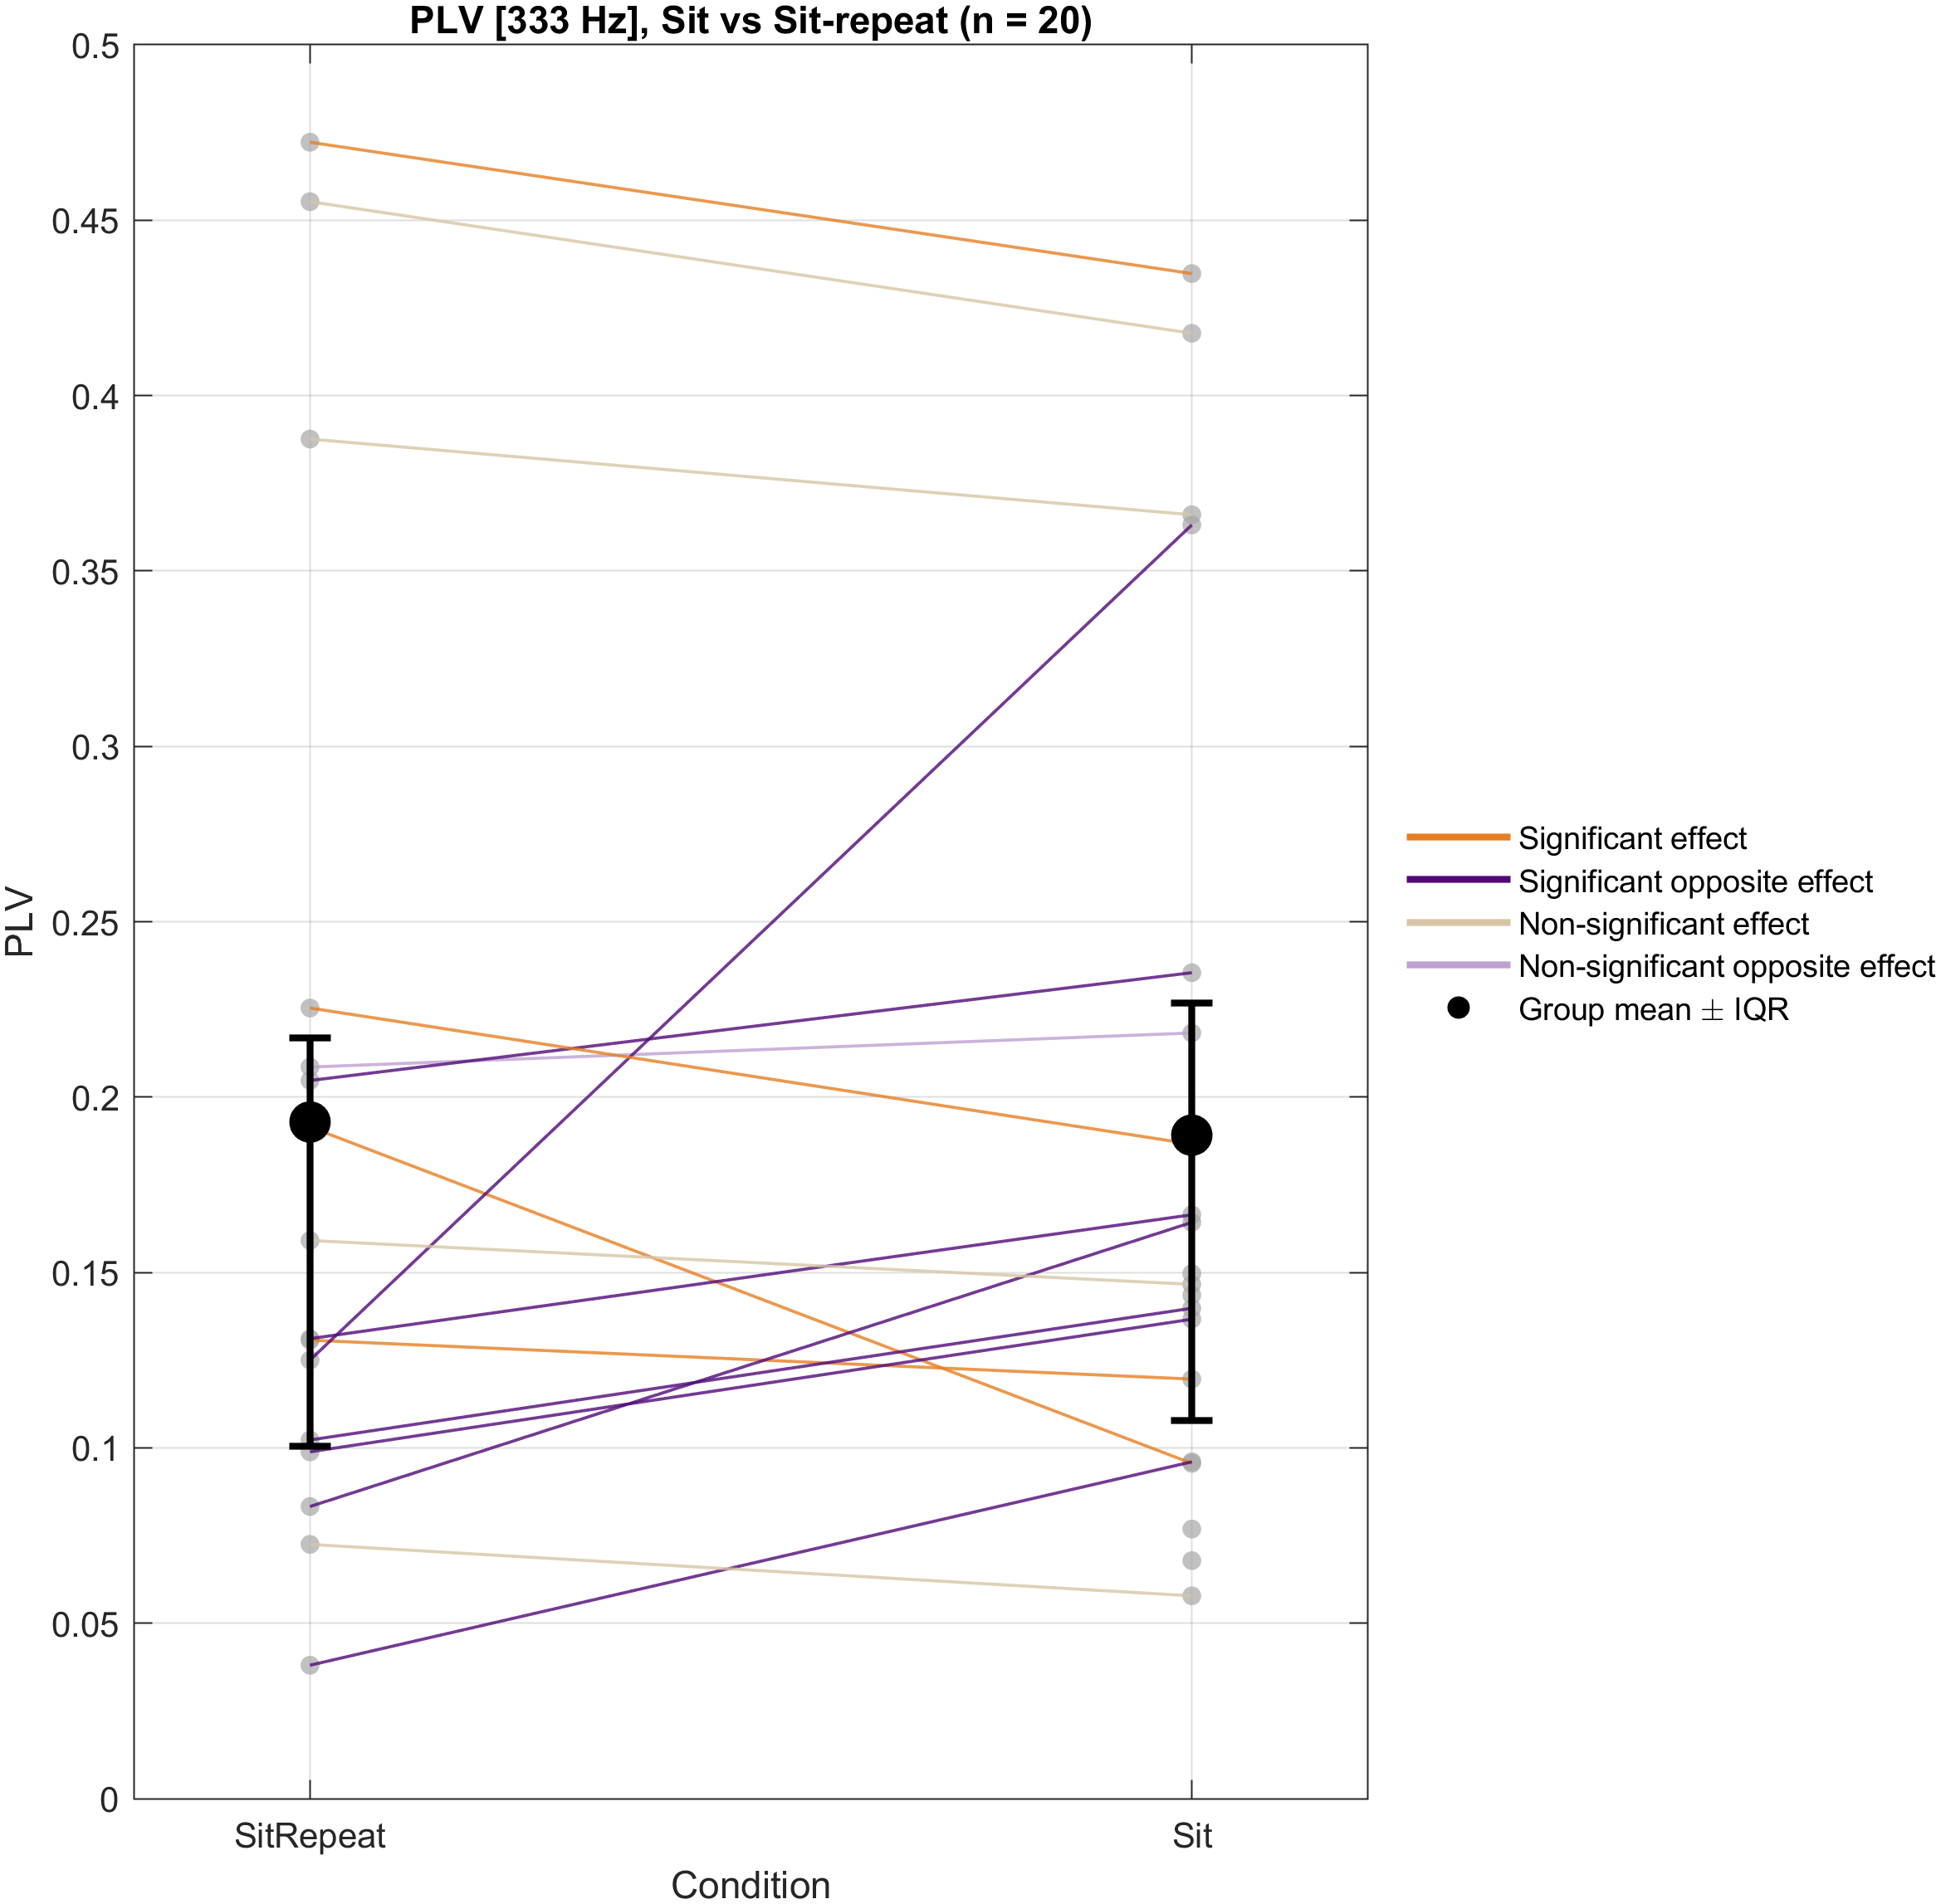 PLV [333 Hz], Sit vs Sit-repeat (n = 20)
0.5
0.45
0.4
0.35
0.3
0.25
0.2
0.15
0.1
0.05
0
PLV
SitRepeat
Sit
Condition
Significant effect
Significant opposite effect
Non-significant effect
Non-significant opposite effect
Group mean ± IQR